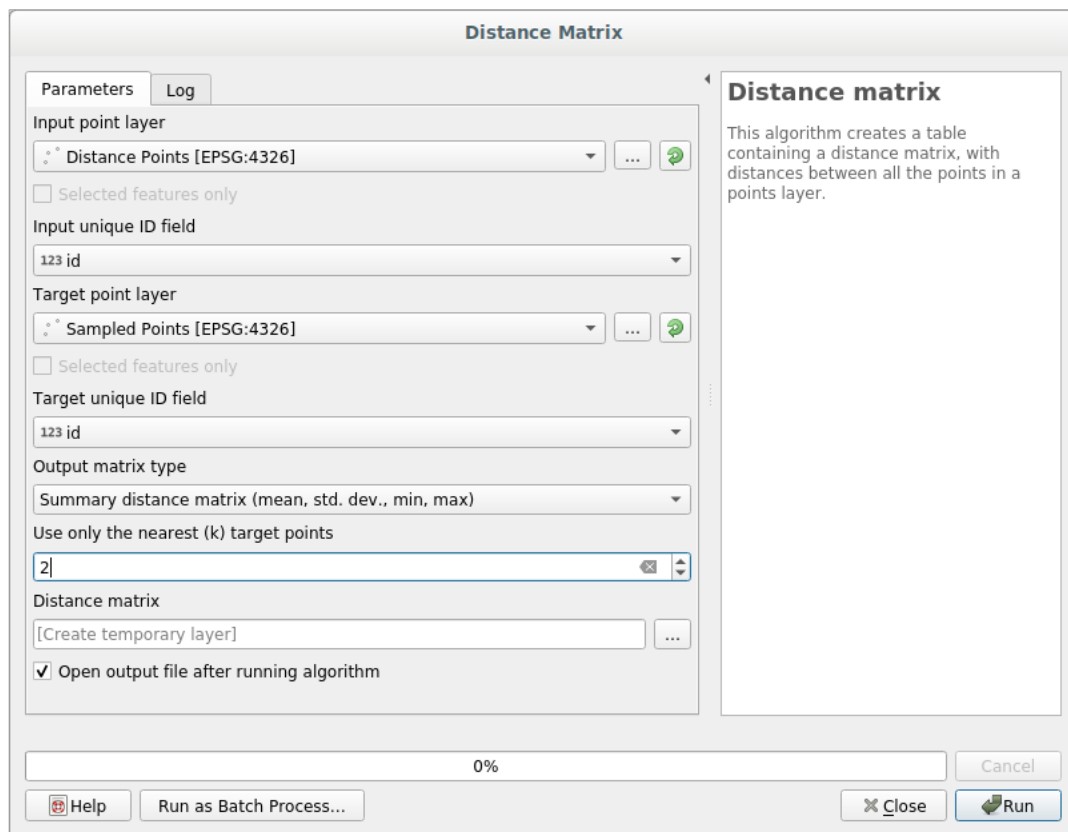 Distance Matrix
Parameters
Log
Input point layer
Distance Points [EPSG:4326]
...
Selected features only
Input unique ID field
123 id
Target point layer
Sampled Points [EPSG:4326]
...
Selected features only
Target unique ID field
123 id
Output matrix type
Summary distance matrix (mean, std. dev., min, max)
Use only the nearest (k) target points
2
Distance matrix
[Create temporary layer]
...
Open output file after running algorithm
Distance matrix
This algorithm creates a table
containing a distance matrix, with
distances between all the points in a
points layer.
0%
Cancel
Help
Run as Batch Process...
Close
Run